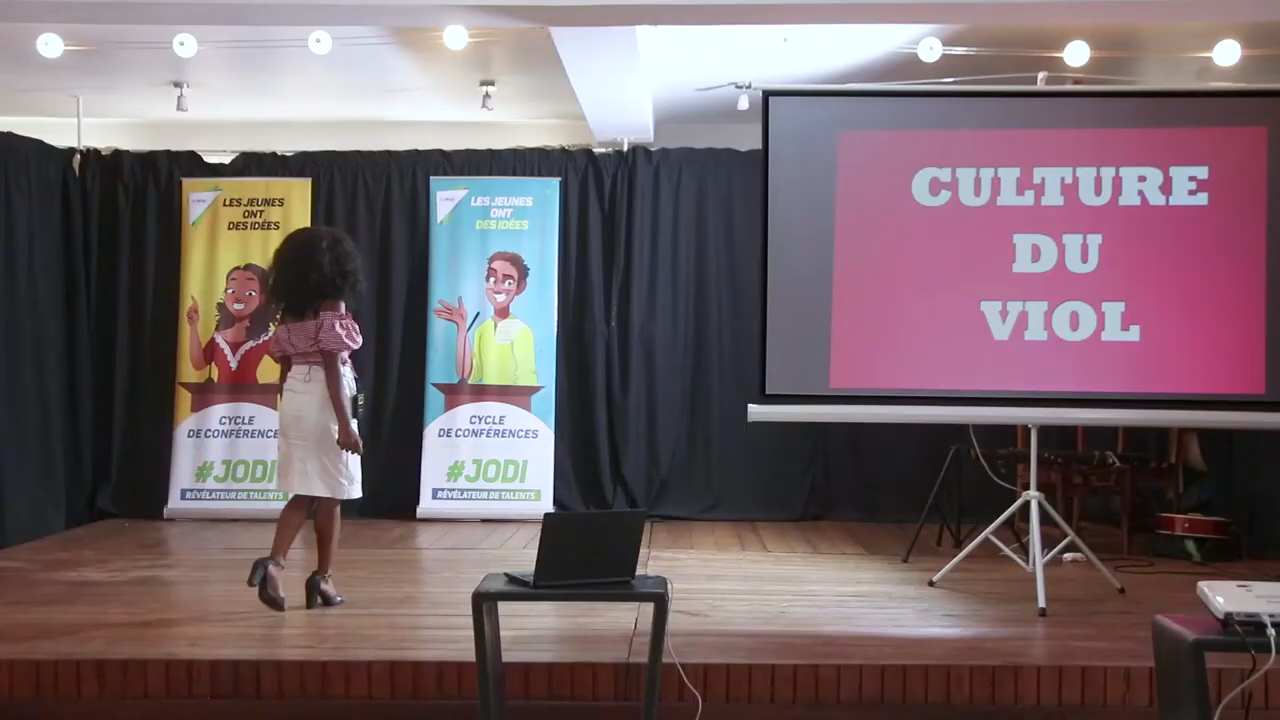 LES JEUNES
ONT
DES IDÉES
CYCLE
DE CONFÉRENCE
#JODI
RÉVÉLATEUR DE TALENTS
LES JEUNES
ONT
DES IDÉES
CYCLE
DE CONFÉRENCES
#JODI
RÉVÉLATEUR DE TALENTS
CULTURE
DU
VIOL